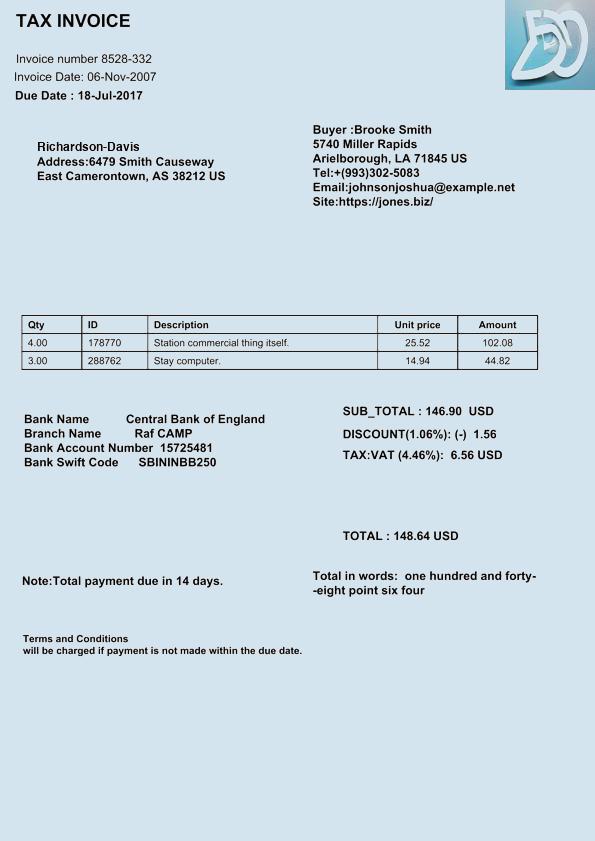 TAX INVOICE
Invoice number 8528-332
Invoice Date: 06-Nov-2007
Due Date : 18-Jul-2017
Richardson-Davis
Address:6479 Smith Causeway
East Camerontown, AS 38212 US
Buyer :Brooke Smith
5740 Miller Rapids
Arielborough, LA 71845 US
Tel:+(993)302-5083
Email:johnsonjoshua@example.net
Site:https://jones.biz/
Qty ID Description Unit price Amount
4.00 178770 Station commercial thing itself. 25.52 102.08
3.00 288762 Stay computer. 14.94 44.82
Bank Name Central Bank of England
Branch Name Raf CAMP
Bank Account Number 15725481
Bank Swift Code SBININBB250
SUB_TOTAL : 146.90 USD
DISCOUNT(1.06%): (-) 1.56
TAX:VAT (4.46%): 6.56 USD
TOTAL : 148.64 USD
Note:Total payment due in 14 days.
Total in words: one hundred and forty-
-eight point six four
Terms and Conditions
will be charged if payment is not made within the due date.